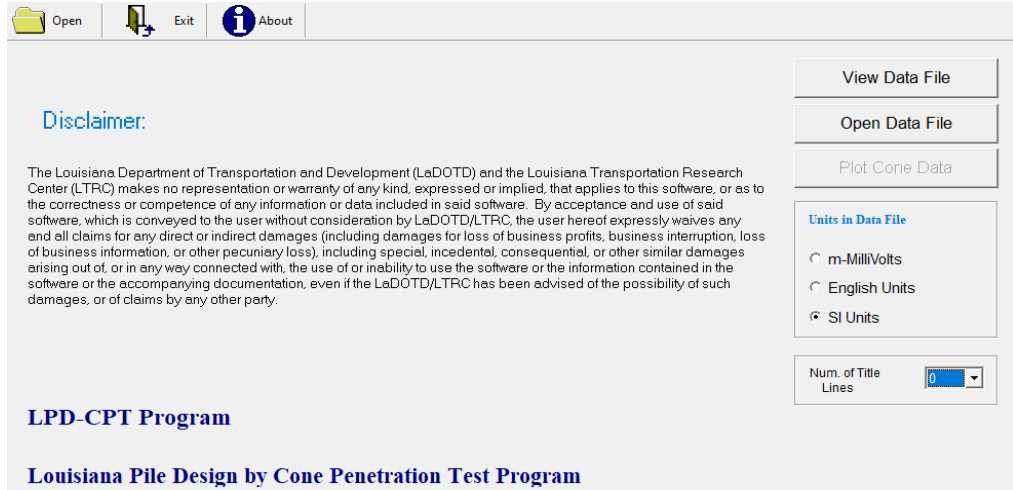 Open Exit About
View Data File
Disclaimer:
Open Data File
Plot Cone Data
The Louisiana Department of Transportation and Development (LaDOTD) and the Louisiana Transportation Research
Center (LTRC) makes no representation or warranty of any kind, expressed or implied, that applies to this software, or as to
the correctness or competence of any information or data included in said software. By acceptance and use of said
software, which is conveyed to the user without consideration by LaDOTD/LTRC, the user hereof expressly waives any
and all claims for any direct or indirect damages (including damages for loss of business profits, business interruption, loss
of business information, or other pecuniary loss), including special, incedental, consequential, or other similar damages
arising out of, or in any way connected with, the use of or inability to use the software or the information contained in the
software or the accompanying documentation, even if the LaDOTD/LTRC has been advised of the possibility of such
damages, or of claims by any other party.
Units in Data File
m-MilliVolts
English Units
SI Units
Num. of Title
Lines
0
LPD-CPT Program
Louisiana Pile Design by Cone Penetration Test Program